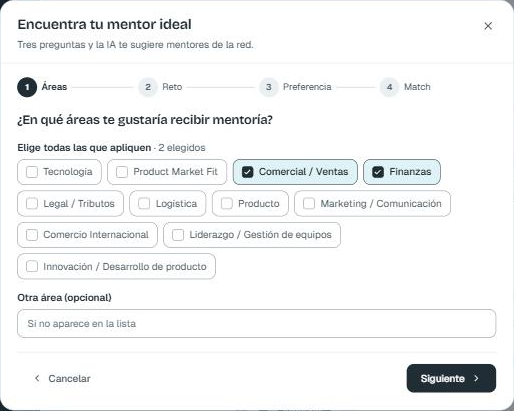 Encuentra tu mentor ideal
Tres preguntas y la IA te sugiere mentores de la red.
1 Áreas 2 Reto 3 Preferencia 4 Match
¿En qué áreas te gustaría recibir mentoría?
Elige todas las que apliquen · 2 elegidos
Tecnología Product Market Fit Comercial / Ventas Finanzas
Legal / Tributos Logística Producto Marketing / Comunicación
Comercio Internacional Liderazgo / Gestión de equipos
Innovación / Desarrollo de producto
Otra área (opcional)
Si no aparece en la lista
Cancelar Siguiente